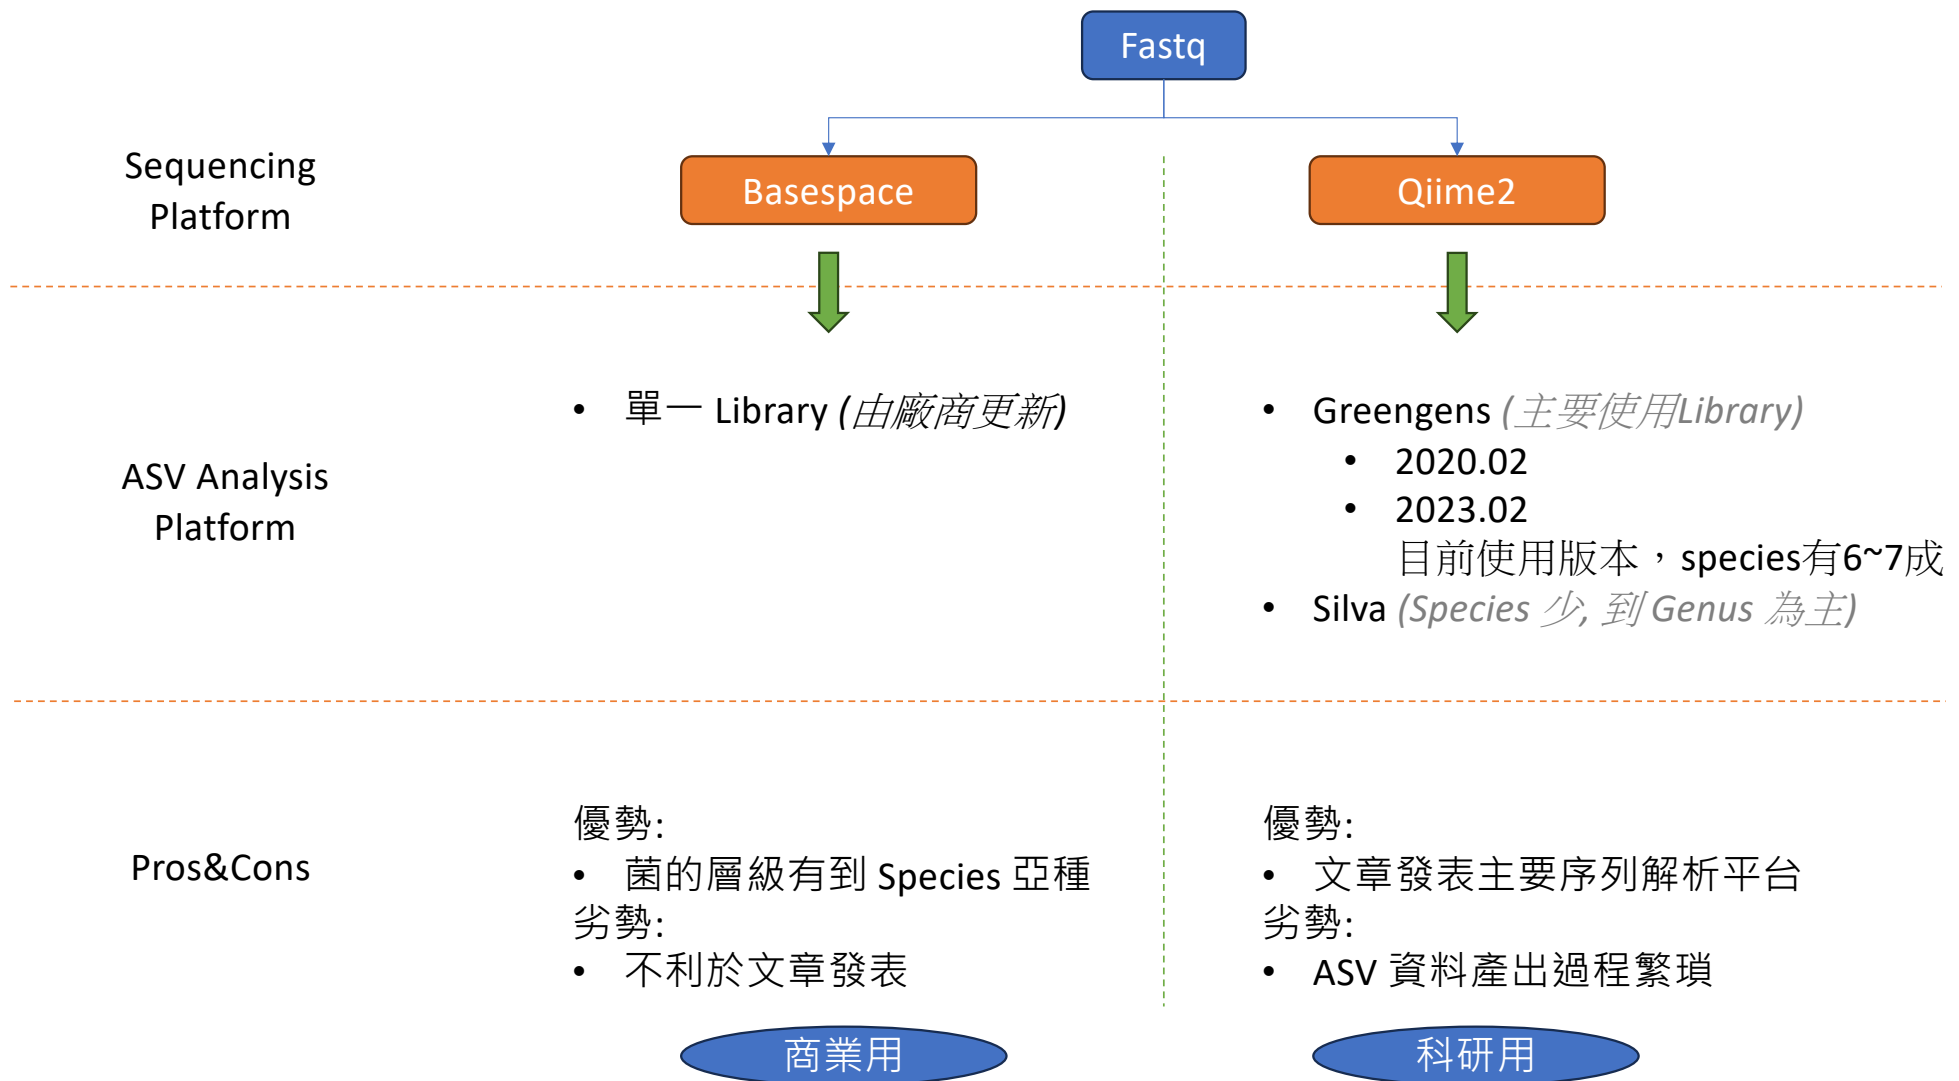 Fastq
Sequencing
Platform
Basespace
Qiime2
ASV Analysis
Platform
• 單一 Library (由廠商更新)
• Greengens (主要使用Library)
• 2020.02
• 2023.02
目前使用版本，species有6~7成
• Silva (Species 少, 到 Genus 為主)
Pros&Cons
優勢:
• 菌的層級有到 Species 亞種
劣勢:
• 不利於文章發表
優勢:
• 文章發表主要序列解析平台
劣勢:
• ASV 資料產出過程繁瑣
商業用
科研用